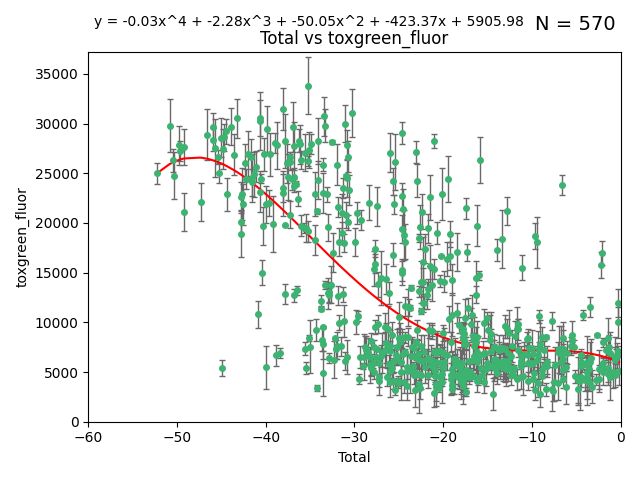 y = -0.03x^4 + -2.28x^3 + -50.05x^2 + -423.37x + 5905.98 N = 570
Total vs toxgreen_fluor
35000
30000
25000
20000
15000
10000
5000
0
toxgreen_fluor
−60 −50 −40 −30 −20 −10 0
Total